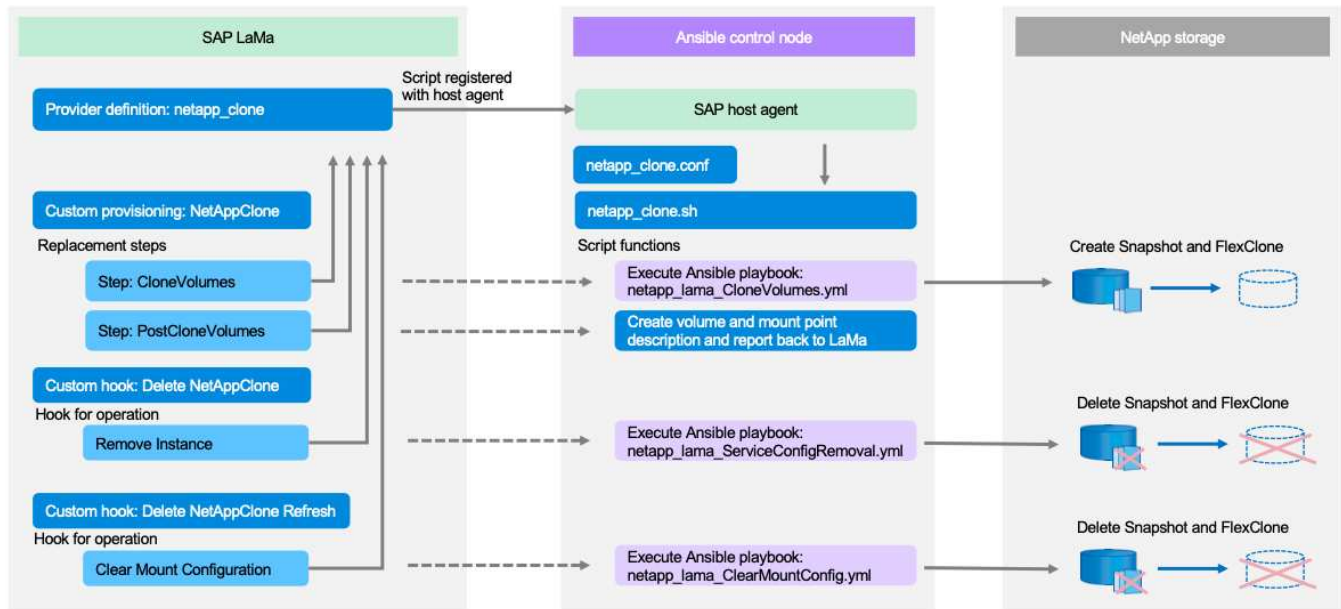 SAP LaMa
Ansible control node
NetApp storage
Script registered
with host agent
Provider definition: netapp_clone
SAP host agent
netapp_clone.conf
Custom provisioning: NetAppClone
netapp_clone.sh
Replacement steps
Script functions
Create Snapshot and FlexClone
Step: CloneVolumes
Execute Ansible playbook:
netapp_lama_CloneVolumes.yml
Step: PostCloneVolumes
Create volume and mount point
description and report back to LaMa
Custom hook: Delete NetAppClone
Hook for operation
Delete Snapshot and FlexClone
Remove Instance
Execute Ansible playbook:
netapp_lama_ServiceConfigRemoval.yml
Custom hook: Delete NetAppClone Refresh
Hook for operation
Delete Snapshot and FlexClone
Clear Mount Configuration
Execute Ansible playbook:
netapp_lama_ClearMountConfig.yml